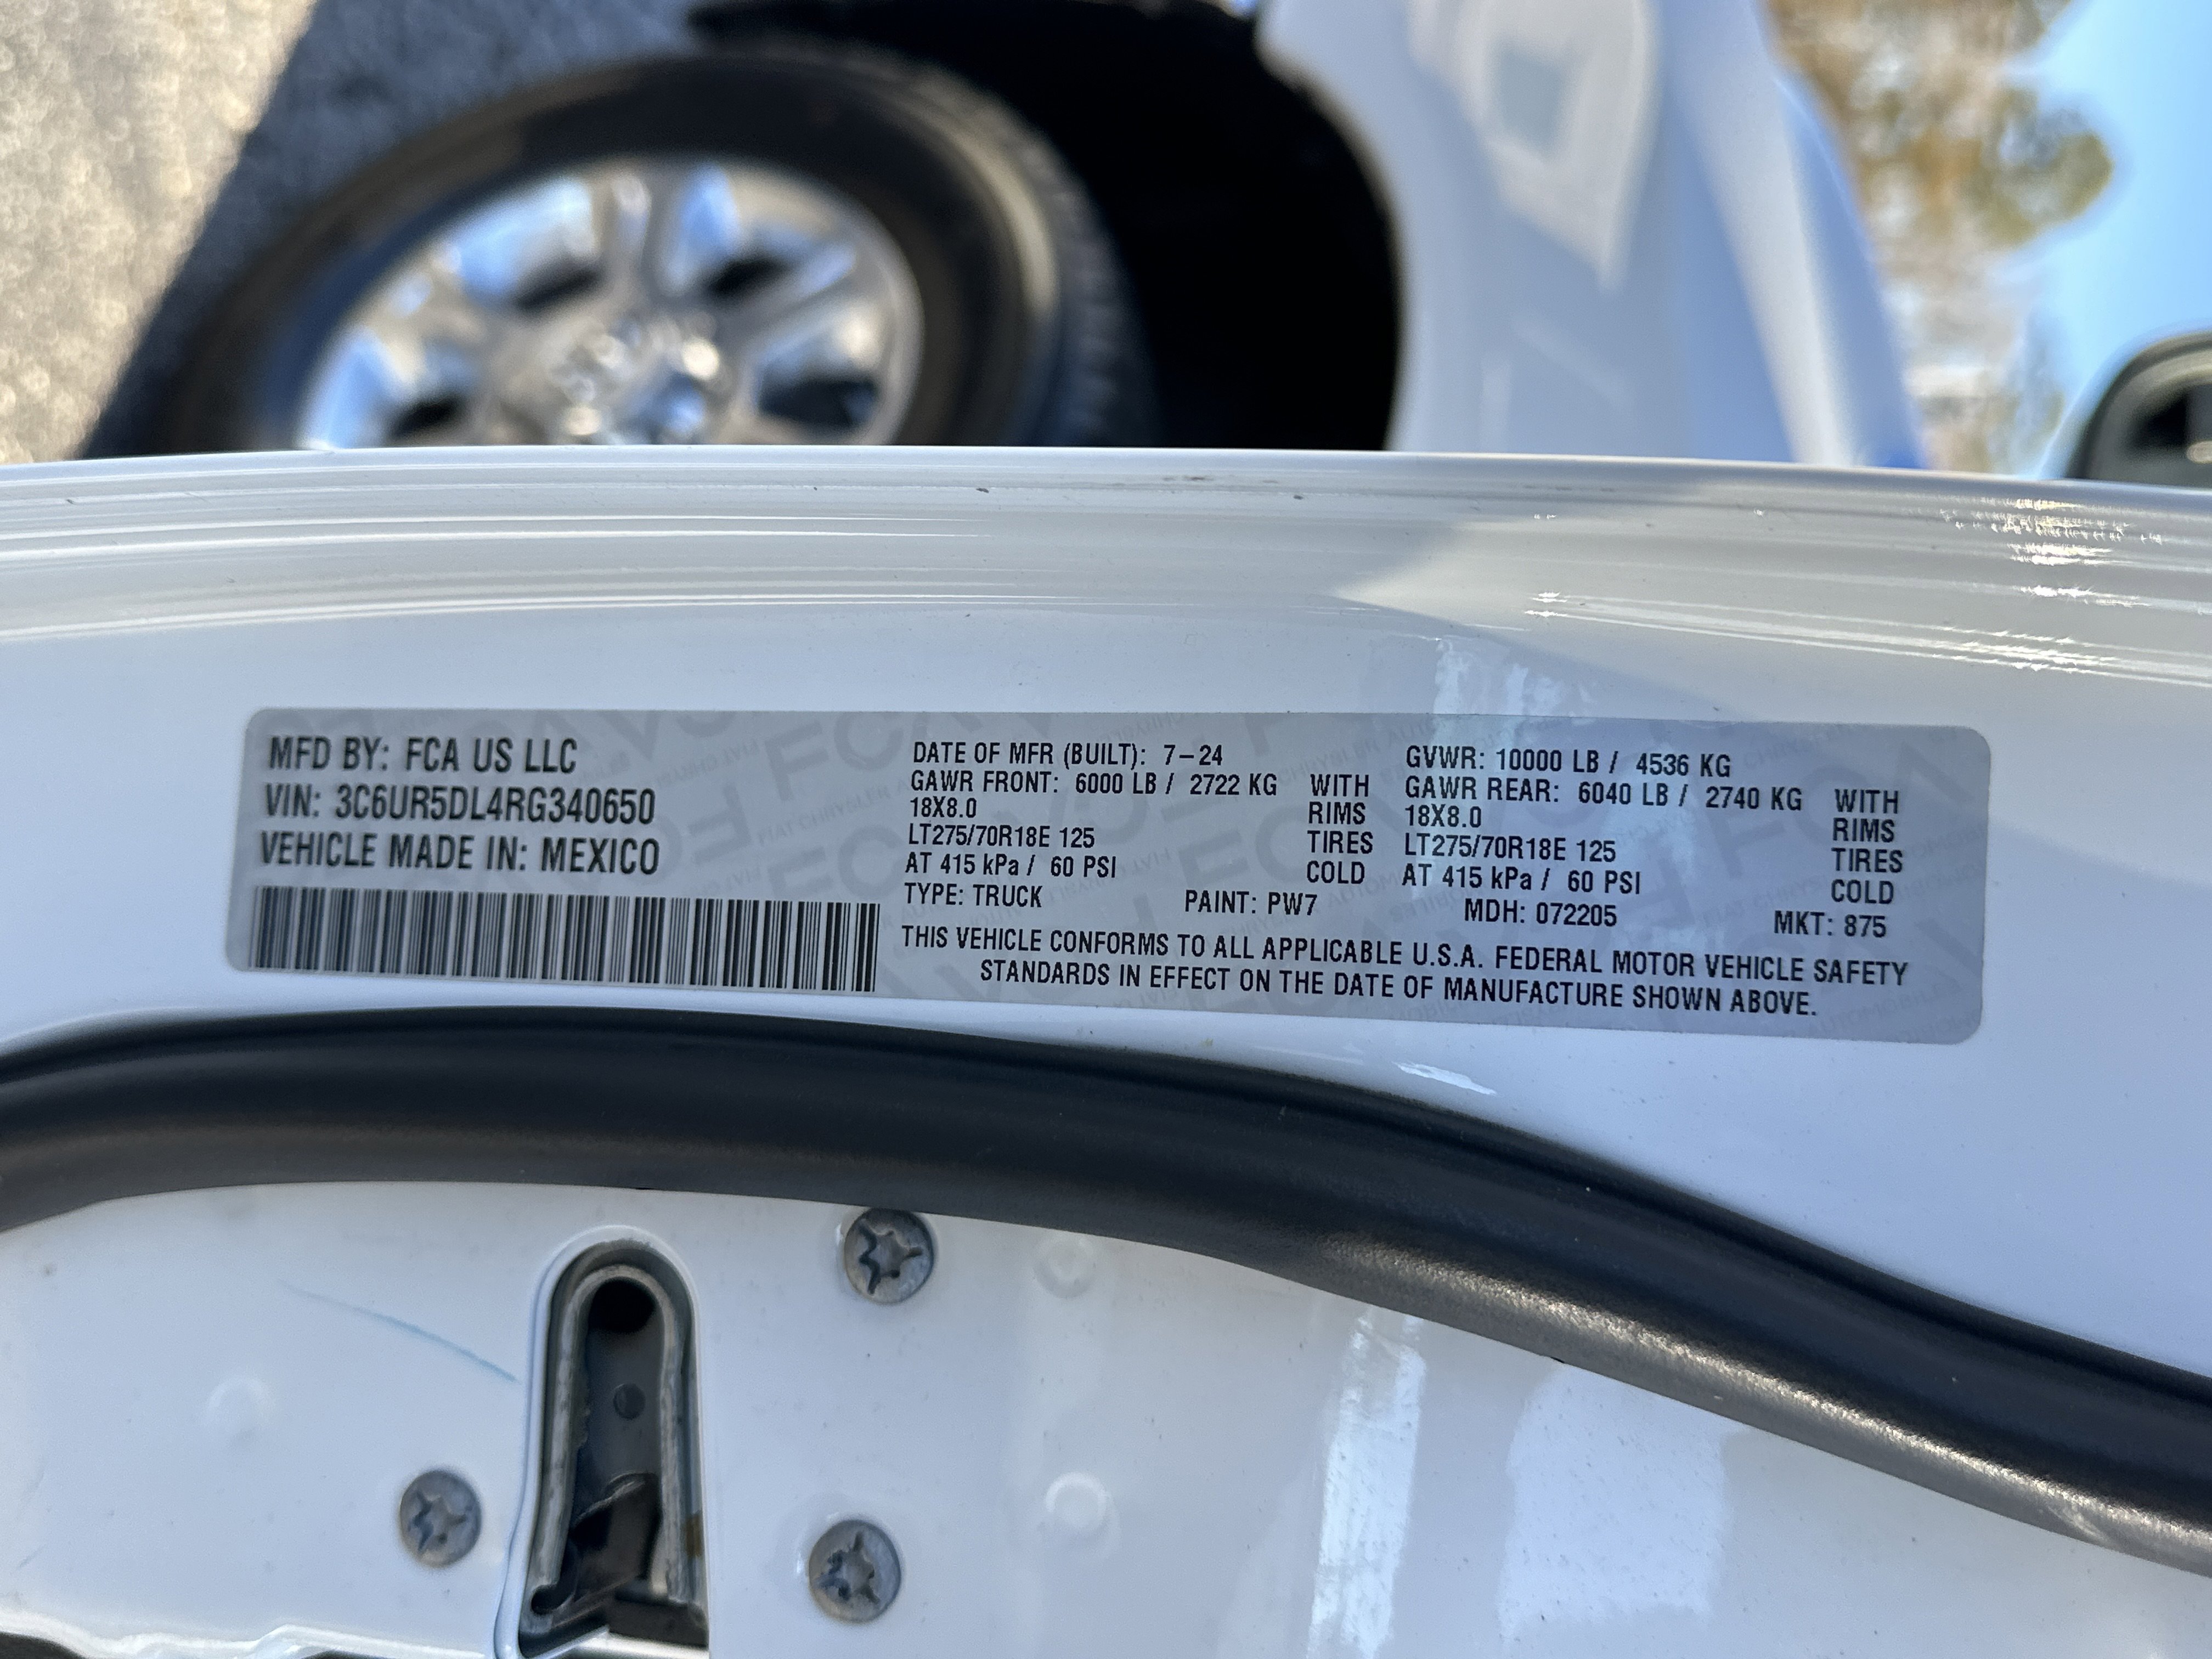 MFD BY: FCA US LLC
VIN: 3C6UR5DL4RG340650
VEHICLE MADE IN: MEXICO
DATE OF MFR (BUILT): 7-24
GAWR FRONT: 6000 LB / 2722 KG WITH
18X8.0 RIMS
LT275/70R18E 125 TIRES
AT 415 kPa / 60 PSI COLD
GVWR: 10000 LB / 4536 KG
GAWR REAR: 6040 LB / 2740 KG WITH
18X8.0 RIMS
LT275/70R18E 125 TIRES
AT 415 kPa / 60 PSI COLD
TYPE: TRUCK PAINT: PW7 MDH: 072205 MKT: 875
THIS VEHICLE CONFORMS TO ALL APPLICABLE U.S.A. FEDERAL MOTOR VEHICLE SAFETY
STANDARDS IN EFFECT ON THE DATE OF MANUFACTURE SHOWN ABOVE.